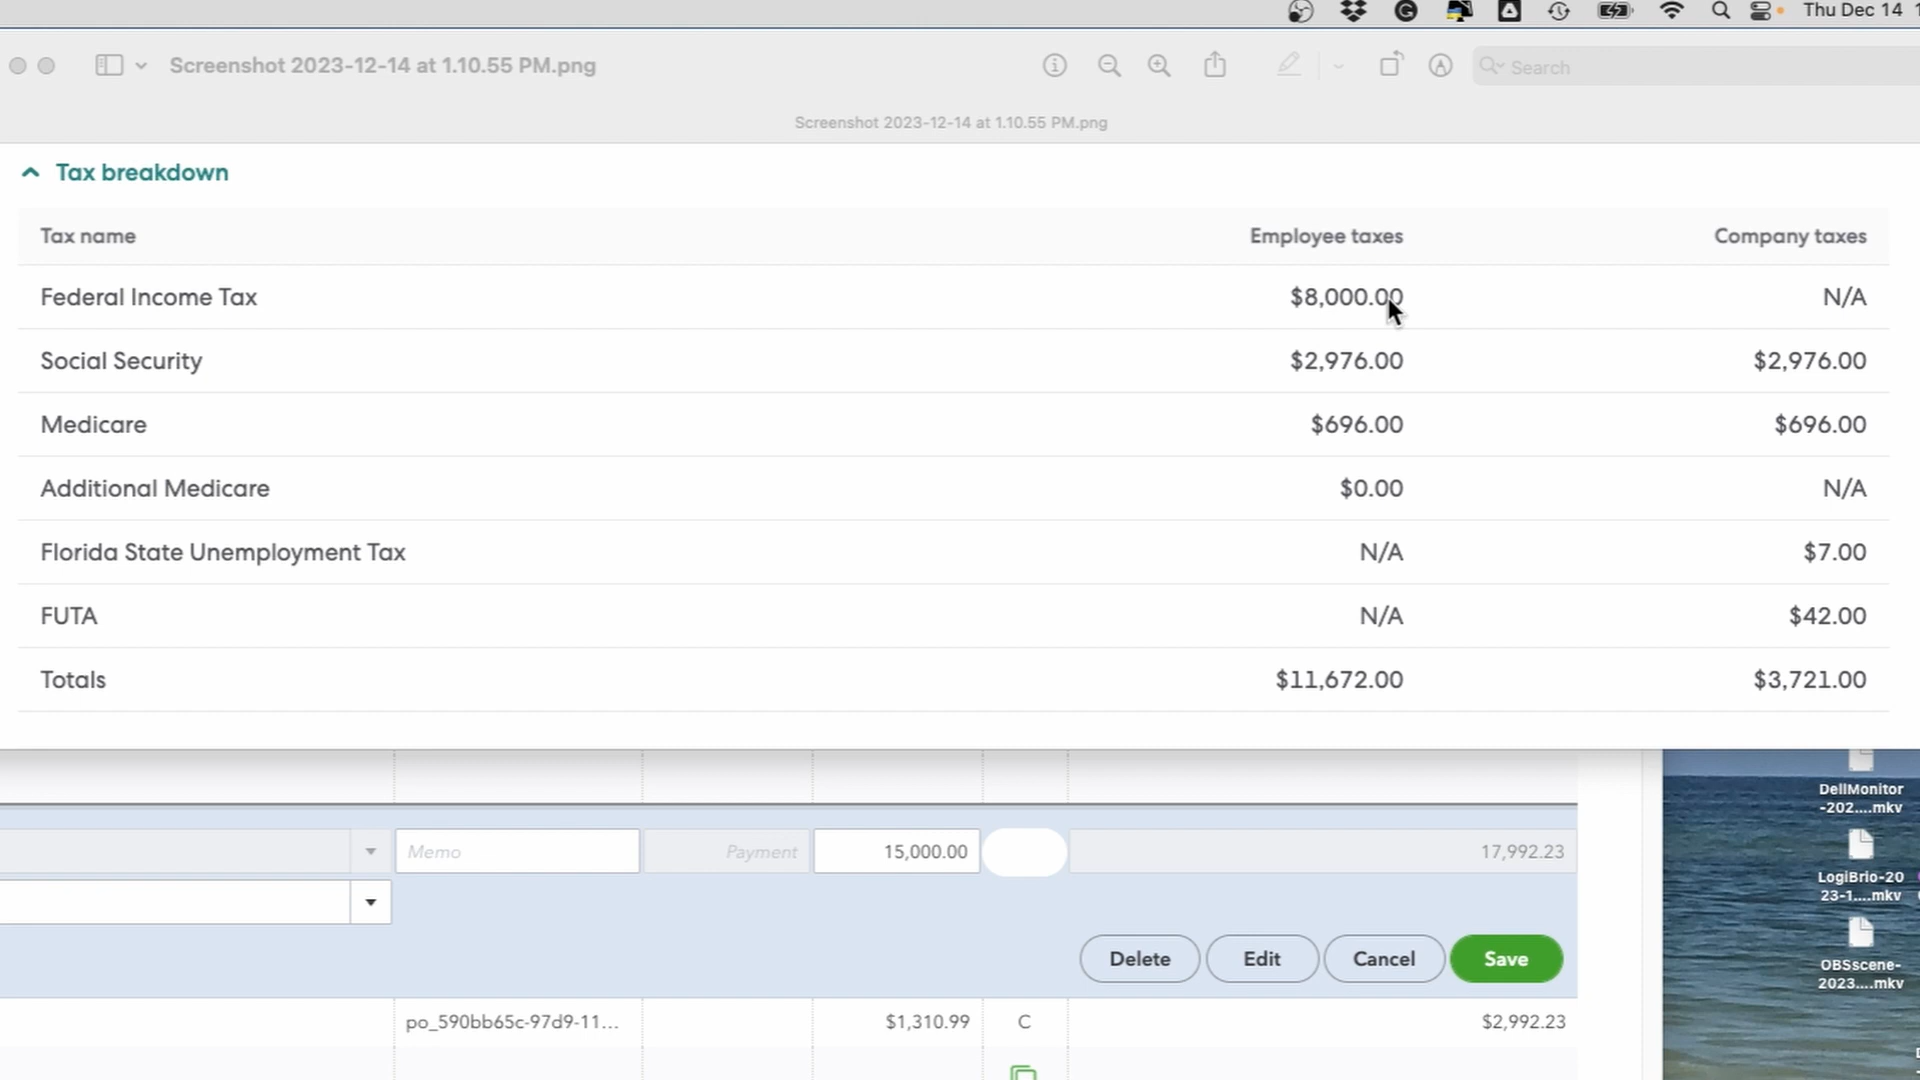 Thu Dec 14
Screenshot 2023-12-14 at 1.10.55 PM.png
Search
Screenshot 2023-12-14 at 1.10.55 PM.png
Tax breakdown
Tax name Employee taxes Company taxes
Federal Income Tax $8,000.00 N/A
Social Security $2,976.00 $2,976.00
Medicare $696.00 $696.00
Additional Medicare $0.00 N/A
Florida State Unemployment Tax N/A $7.00
FUTA N/A $42.00
Totals $11,672.00 $3,721.00
Memo Payment 15,000.00 17,992.23
Delete Edit Cancel Save
po_590bb65c-97d9-11... $1,310.99 C $2,992.23
DellMonitor
-202....mkv
LogiBrio-20
23-1....mkv
OBSscene-
2023....mkv